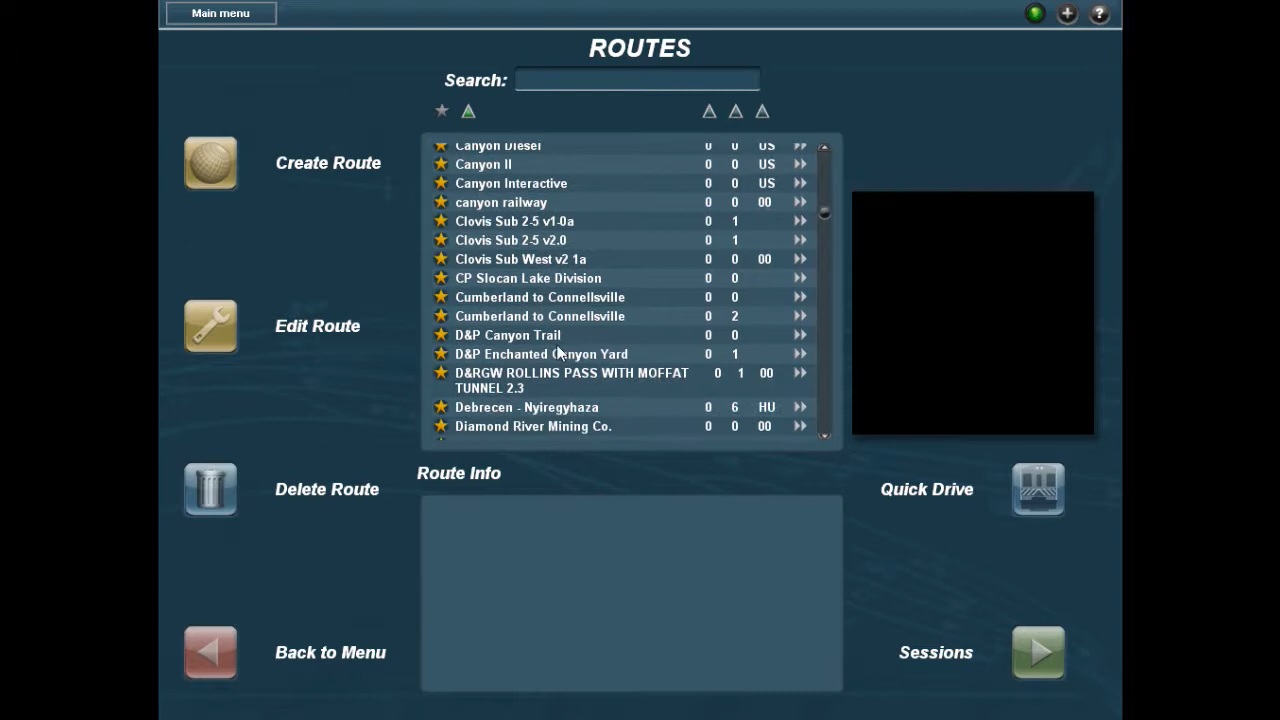 Main menu
?
ROUTES
Search:
Canyon Diesel 0 0 US
Canyon II 0 0 US
Canyon Interactive 0 0 US
canyon railway 0 0 00
Clovis Sub 2-5 v1-0a 0 1
Clovis Sub 2-5 v2.0 0 1
Clovis Sub West v2 1a 0 0 00
CP Slocan Lake Division 0 0
Cumberland to Connellsville 0 0
Cumberland to Connellsville 0 2
D&P Canyon Trail 0 0
D&P Enchanted Canyon Yard 0 1
D&RGW ROLLINS PASS WITH MOFFAT 0 1 00
TUNNEL 2.3
Debrecen - Nyiregyhaza 0 6 HU
Diamond River Mining Co. 0 0 00
Create Route
Edit Route
Delete Route
Back to Menu
Route Info
Quick Drive
Sessions